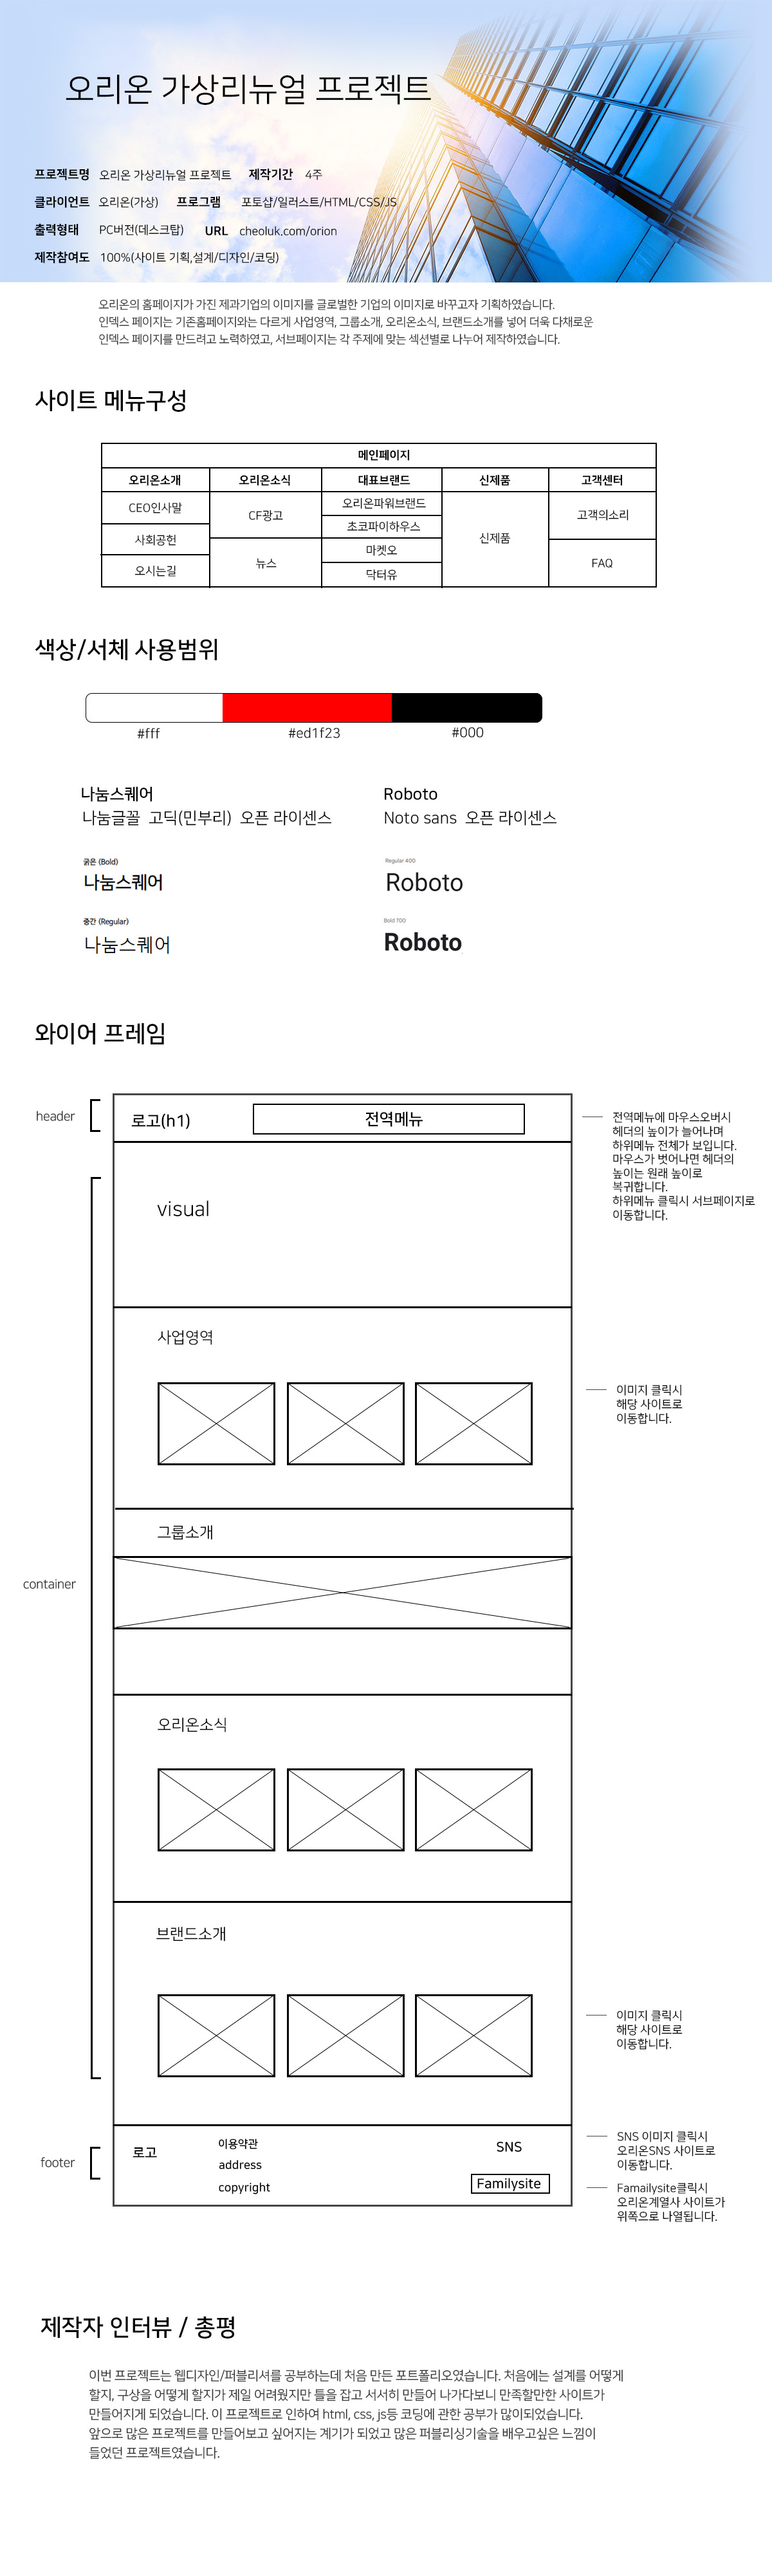 오리온 가상리뉴얼 프로젝트
프로젝트명 오리온 가상리뉴얼 프로젝트 제작기간 4주
클라이언트 오리온(가상) 프로그램 포토샵/일러스트/HTML/CSS/JS
출력형태 PC버전(데스크탑) URL cheoluk.com/orion
제작참여도 100%(사이트 기획,설계/디자인/코딩)
오리온의 홈페이지가 가진 제과기업의 이미지를 글로벌한 기업의 이미지로 바꾸고자 기획하였습니다.
인덱스 페이지는 기존홈페이지와는 다르게 사업영역, 그룹소개, 오리온소식, 브랜드소개를 넣어 더욱 다채로운
인덱스 페이지를 만드려고 노력하였고, 서브페이지는 각 주제에 맞는 섹션별로 나누어 제작하였습니다.
사이트 메뉴구성
메인페이지
오리온소개 오리온소식 대표브랜드 신제품 고객센터
CEO인사말
사회공헌
오시는길
CF광고
뉴스
오리온파워브랜드
초코파이하우스
마켓오
닥터유
신제품
고객의소리
FAQ
색상/서체 사용범위
#fff #ed1f23 #000
나눔스퀘어
나눔글꼴 고딕(민부리) 오픈 라이센스
굵은 (Bold)
나눔스퀘어
중간 (Regular)
나눔스퀘어
Roboto
Noto sans 오픈 라이센스
Regular 400
Roboto
Bold 700
Roboto
와이어 프레임
header
로고(h1)
전역메뉴
전역메뉴에 마우스오버시
헤더의 높이가 늘어나며
하위메뉴 전체가 보입니다.
마우스가 벗어나면 헤더의
높이는 원래 높이로
복귀합니다.
하위메뉴 클릭시 서브페이지로
이동합니다.
visual
사업영역
이미지 클릭시
해당 사이트로
이동합니다.
그룹소개
container
오리온소식
브랜드소개
이미지 클릭시
해당 사이트로
이동합니다.
footer
로고
이용약관
address
copyright
SNS
Familysite
SNS 이미지 클릭시
오리온SNS 사이트로
이동합니다.
Famailysite클릭시
오리온계열사 사이트가
위쪽으로 나열됩니다.
제작자 인터뷰 / 총평
이번 프로젝트는 웹디자인/퍼블리셔를 공부하는데 처음 만든 포트폴리오였습니다. 처음에는 설계를 어떻게
할지, 구상을 어떻게 할지가 제일 어려웠지만 틀을 잡고 서서히 만들어 나가다보니 만족할만한 사이트가
만들어지게 되었습니다. 이 프로젝트로 인하여 html, css, js등 코딩에 관한 공부가 많이되었습니다.
앞으로 많은 프로젝트를 만들어보고 싶어지는 계기가 되었고 많은 퍼블리싱기술을 배우고싶은 느낌이
들었던 프로젝트였습니다.